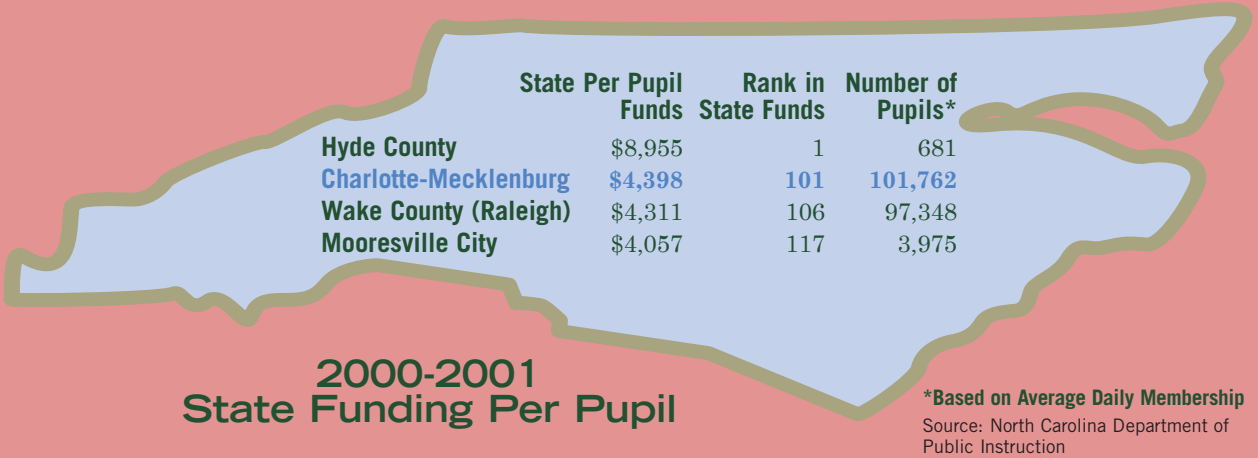 State Per Pupil Rank in Number of
Funds State Funds Pupils*
Hyde County $8,955 1 681
Charlotte-Mecklenburg $4,398 101 101,762
Wake County (Raleigh) $4,311 106 97,348
Mooresville City $4,057 117 3,975
2000-2001
State Funding Per Pupil
*Based on Average Daily Membership
Source: North Carolina Department of
Public Instruction